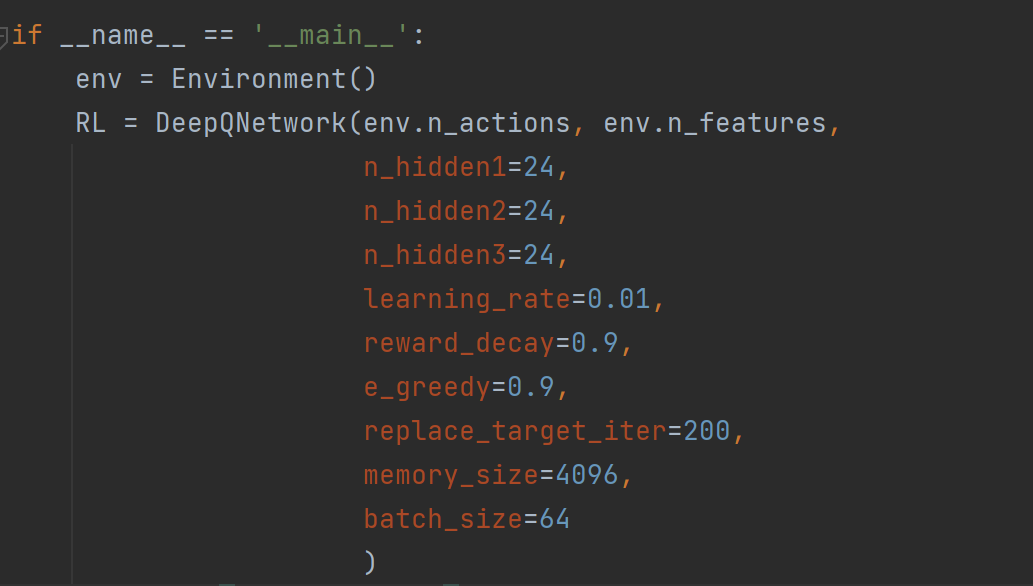 if __name__ == '__main__':
env = Environment()
RL = DeepQNetwork(env.n_actions, env.n_features,
n_hidden1=24,
n_hidden2=24,
n_hidden3=24,
learning_rate=0.01,
reward_decay=0.9,
e_greedy=0.9,
replace_target_iter=200,
memory_size=4096,
batch_size=64
)